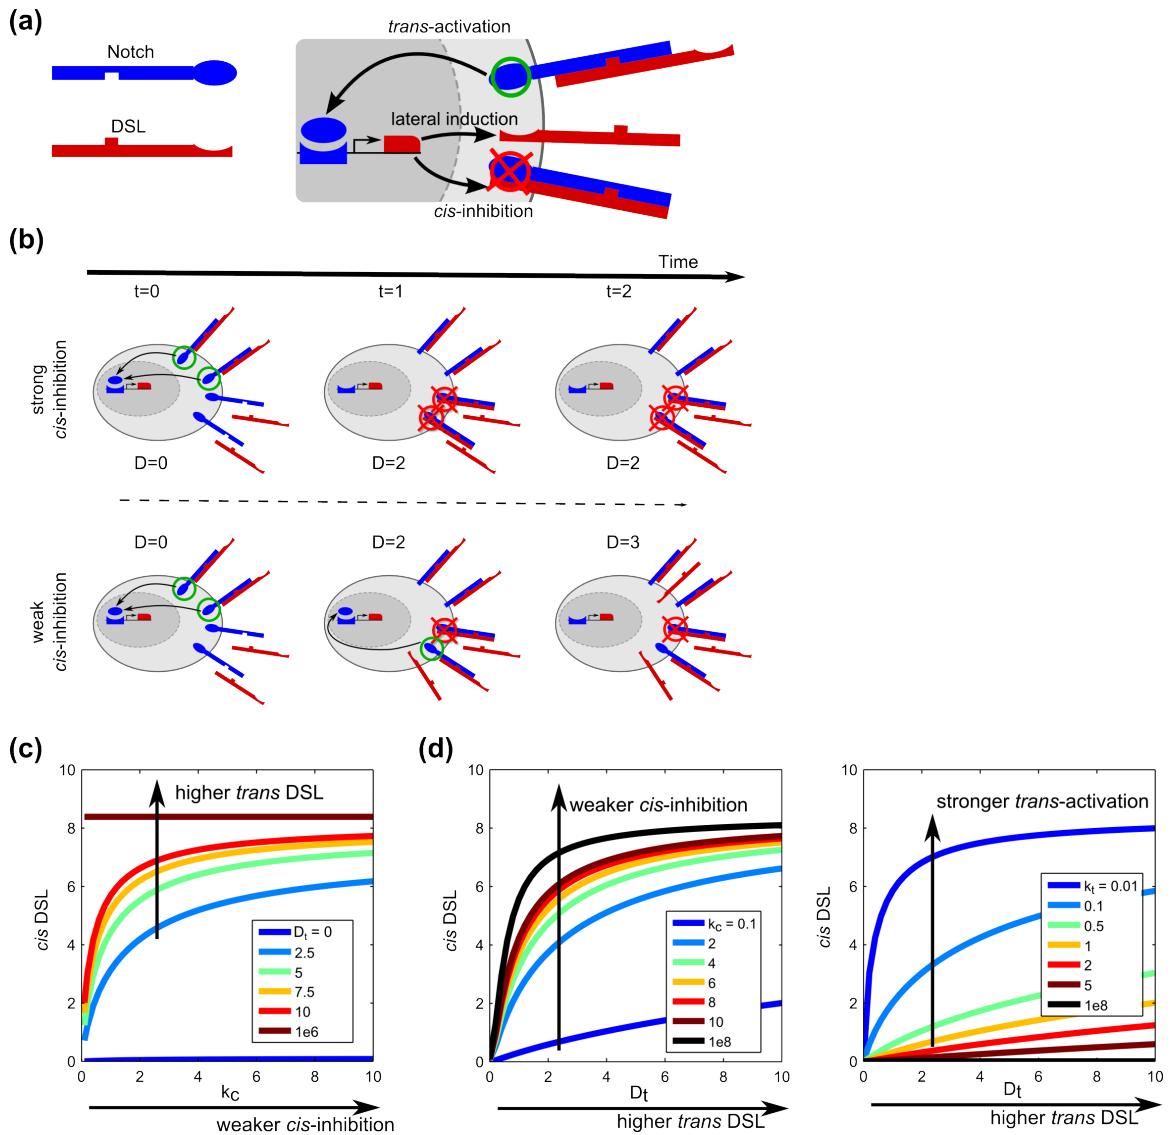 (a)
Notch
DSL
trans-activation
lateral induction
cis-inhibition
(b)
Time
t=0
t=1
t=2
strong
cis-inhibition
D=0
D=2
D=2
weak
cis-inhibition
D=0
D=2
D=3
(c)
higher trans DSL
cis DSL
10
8
6
4
2
0
0
2
4
6
8
10
Dt = 0
2.5
5
7.5
10
1e6
kC
weaker cis-inhibition
(d)
weaker cis-inhibition
cis DSL
10
8
6
4
2
0
0
2
4
6
8
10
kC = 0.1
2
4
6
8
10
1e8
Dt
higher trans DSL
stronger trans-activation
cis DSL
10
8
6
4
2
0
0
2
4
6
8
10
kt = 0.01
0.1
0.5
1
2
5
1e8
Dt
higher trans DSL